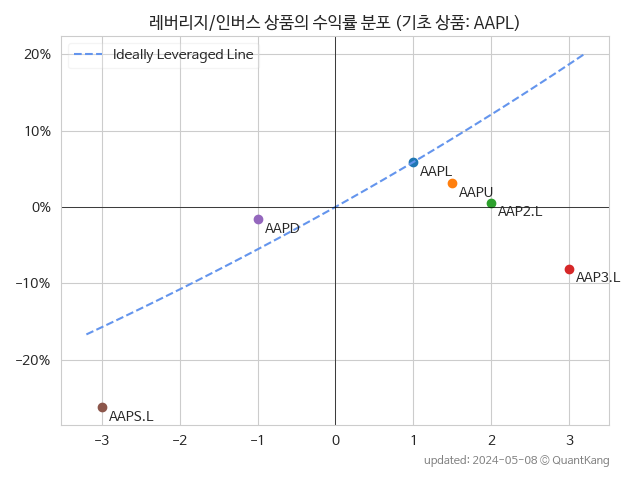 레버리지/인버스 상품의 수익률 분포 (기초 상품: AAPL)
Ideally Leveraged Line
20%
10%
0%
−10%
−20%
AAPL
AAPU
AAP2.L
AAPD
AAP3.L
AAPS.L
−3 −2 −1 0 1 2 3
updated: 2024-05-08 © QuantKang